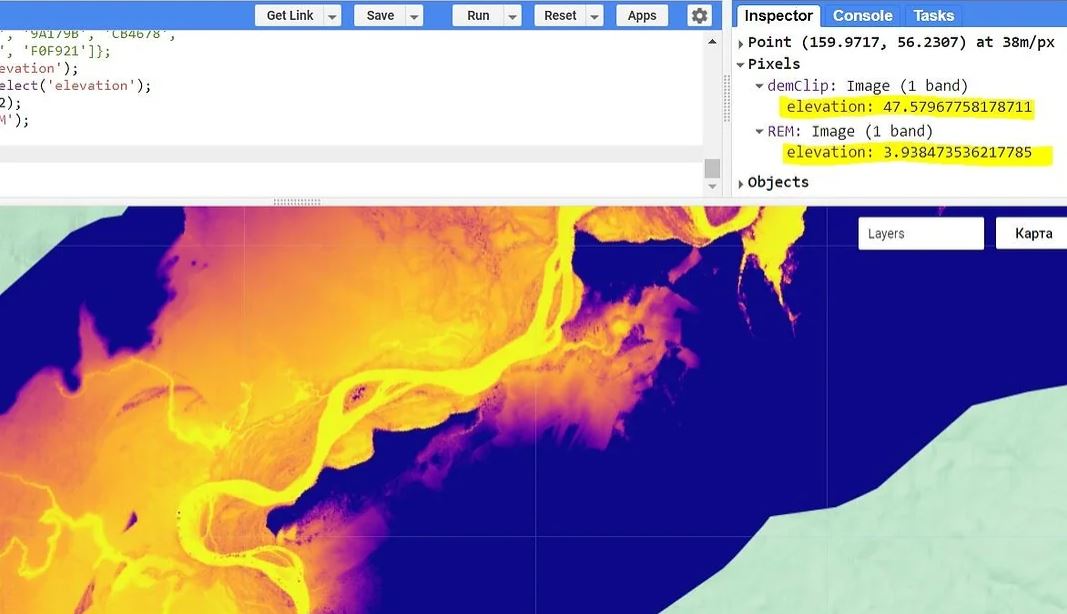 Get Link
Save
Run
Reset
Apps
Inspector
Console
Tasks
', '9A179B', 'CB4678',
', 'F0F921']};
evation');
elect('elevation');
2);
M');
Point (159.9717, 56.2307) at 38m/px
Pixels
demClip: Image (1 band)
elevation: 47.57967758178711
REM: Image (1 band)
elevation: 3.938473536217785
Objects
Layers
Карта